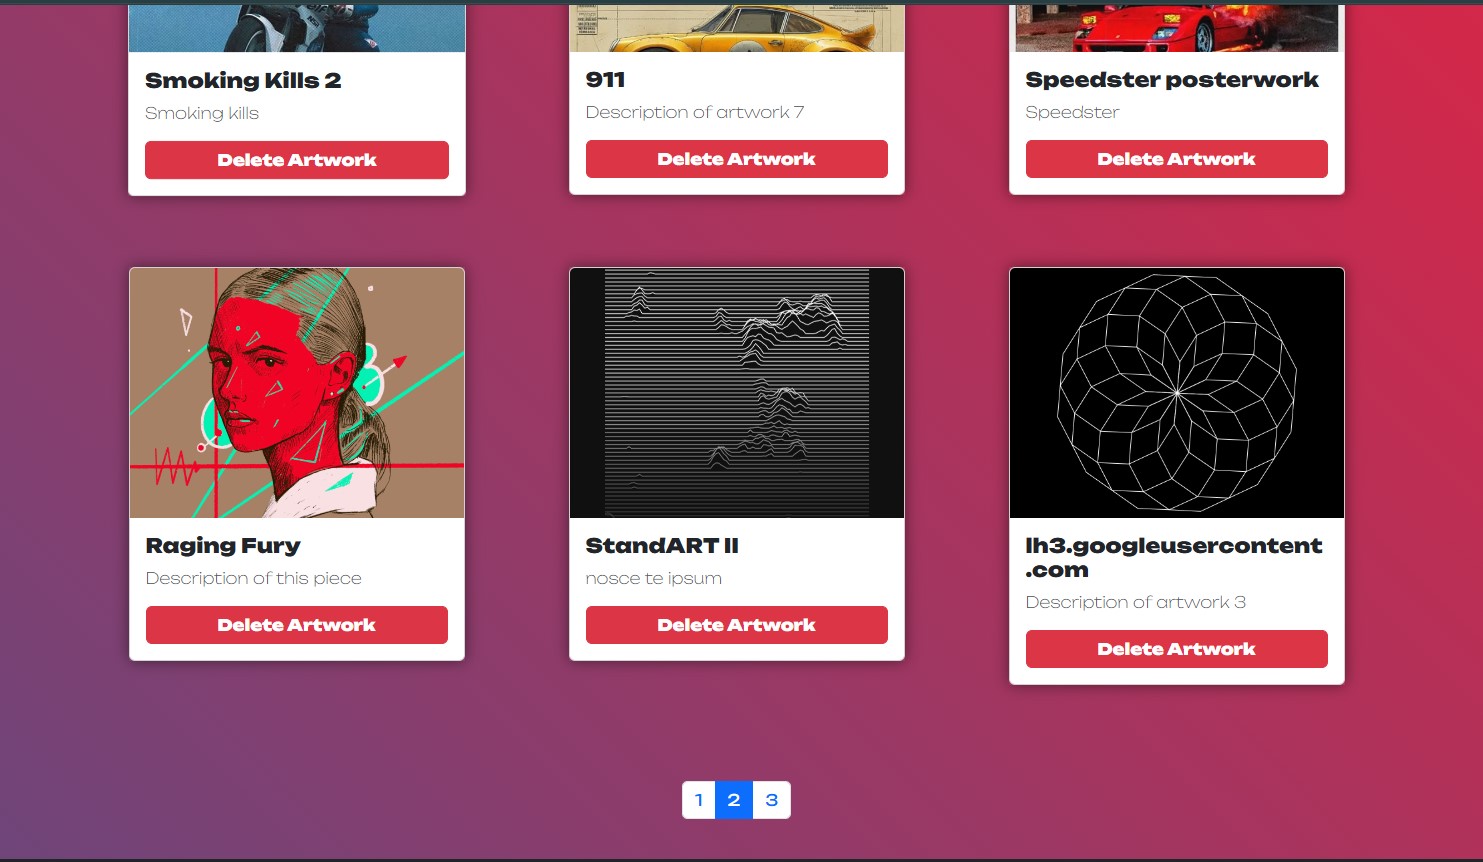 Smoking Kills 2
911
Speedster posterwork
Smoking kills
Description of artwork 7
Speedster
Delete Artwork
Delete Artwork
Delete Artwork
Raging Fury
StandART II
lh3.googleusercontent
.com
Description of this piece
nosce te ipsum
Description of artwork 3
Delete Artwork
Delete Artwork
Delete Artwork
1 2 3